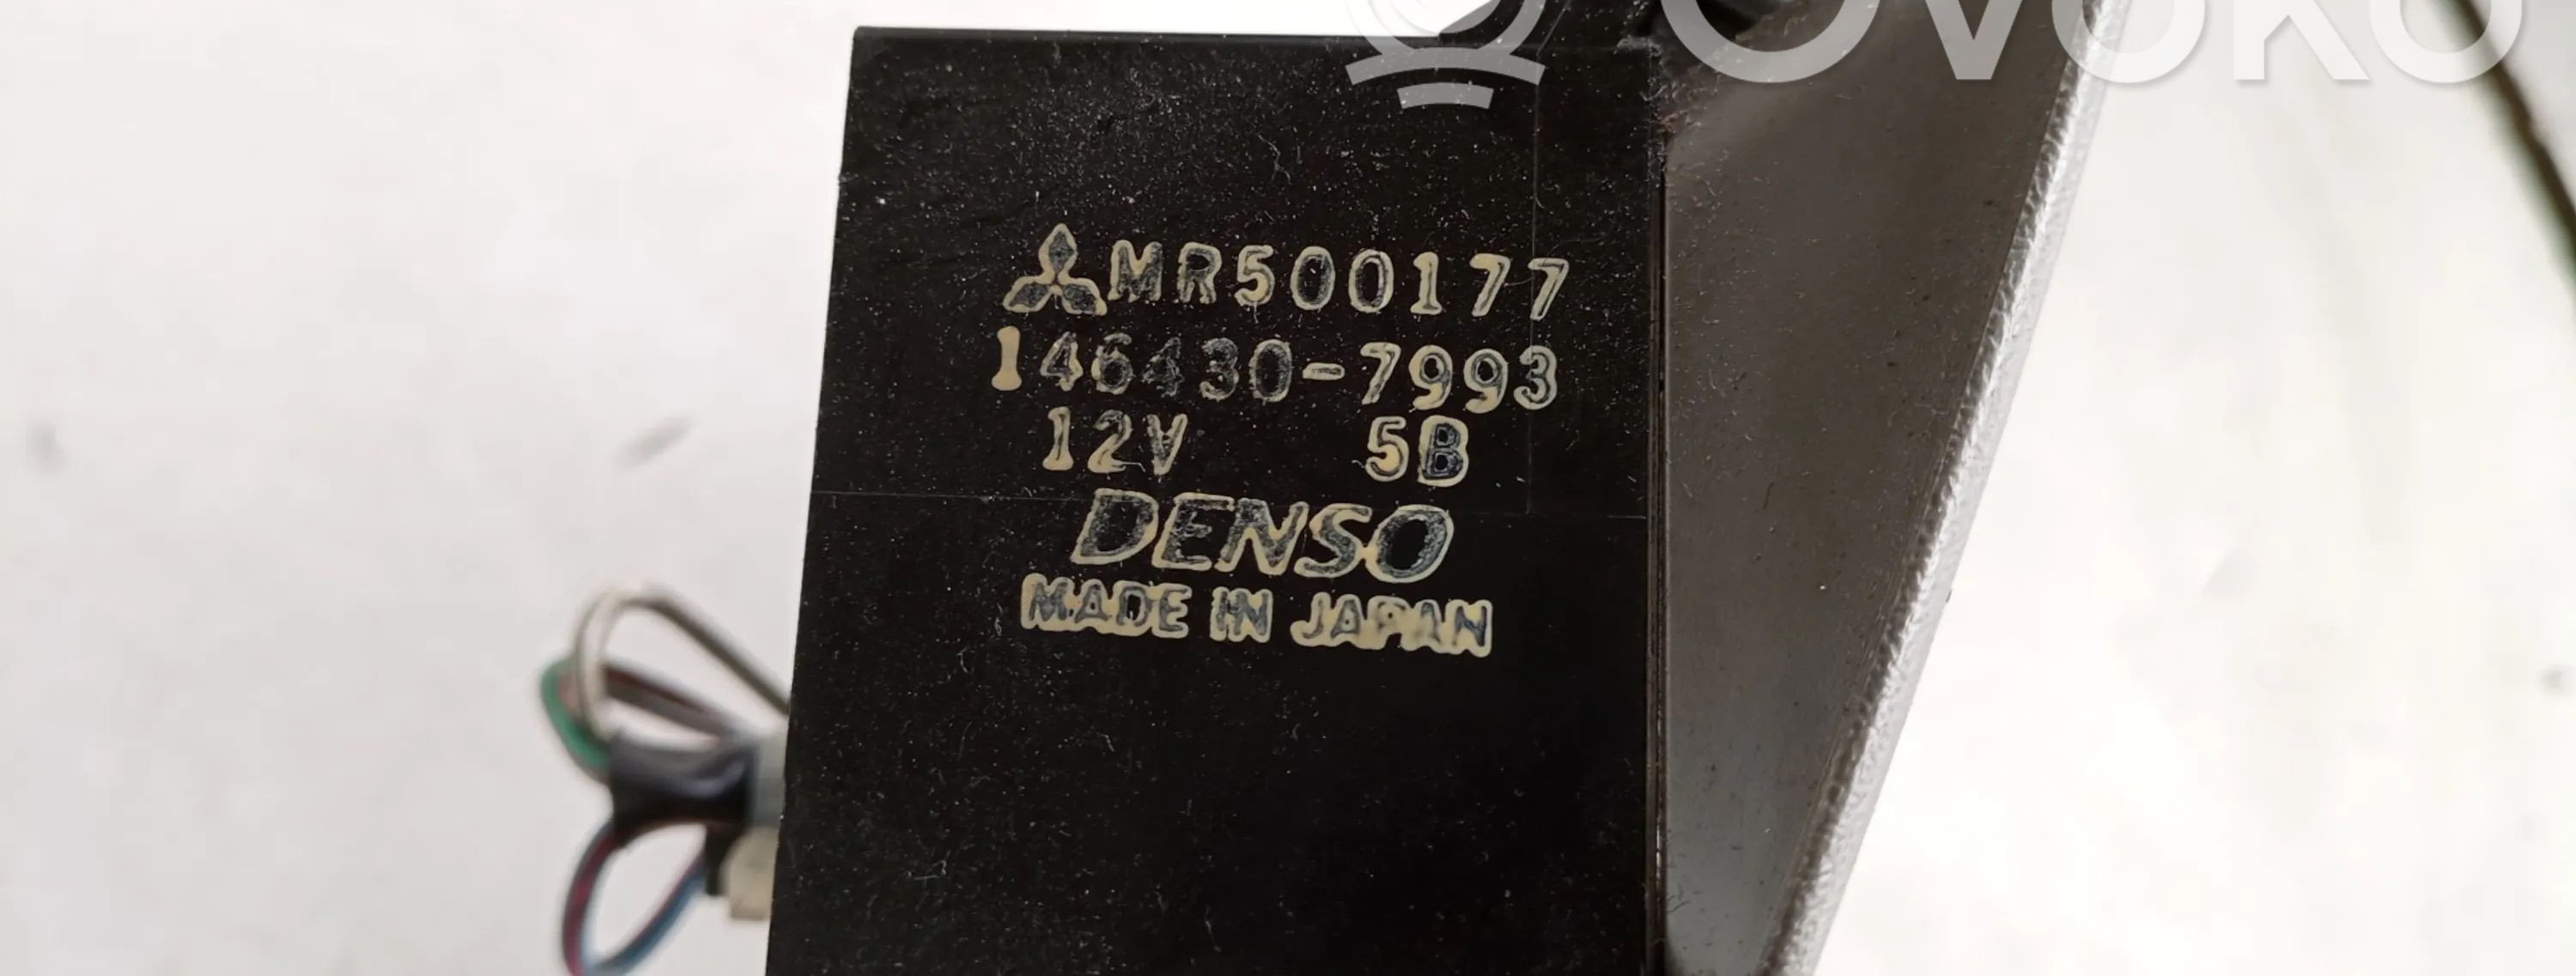 OVOKO
MR500177
146430-7993
12V 5B
DENSO
MADE IN JAPAN